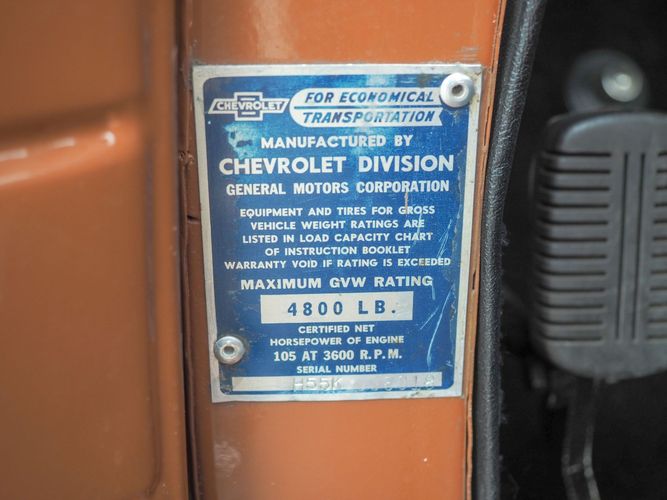 CHEVROLET
FOR ECONOMICAL
TRANSPORTATION
MANUFACTURED BY
CHEVROLET DIVISION
GENERAL MOTORS CORPORATION
EQUIPMENT AND TIRES FOR GROSS
VEHICLE WEIGHT RATINGS ARE
LISTED IN LOAD CAPACITY CHART
OF INSTRUCTION BOOKLET
WARRANTY VOID IF RATING IS EXCEEDED
MAXIMUM GVW RATING
4800 LB.
CERTIFIED NET
HORSEPOWER OF ENGINE
105 AT 3600 R.P.M.
SERIAL NUMBER